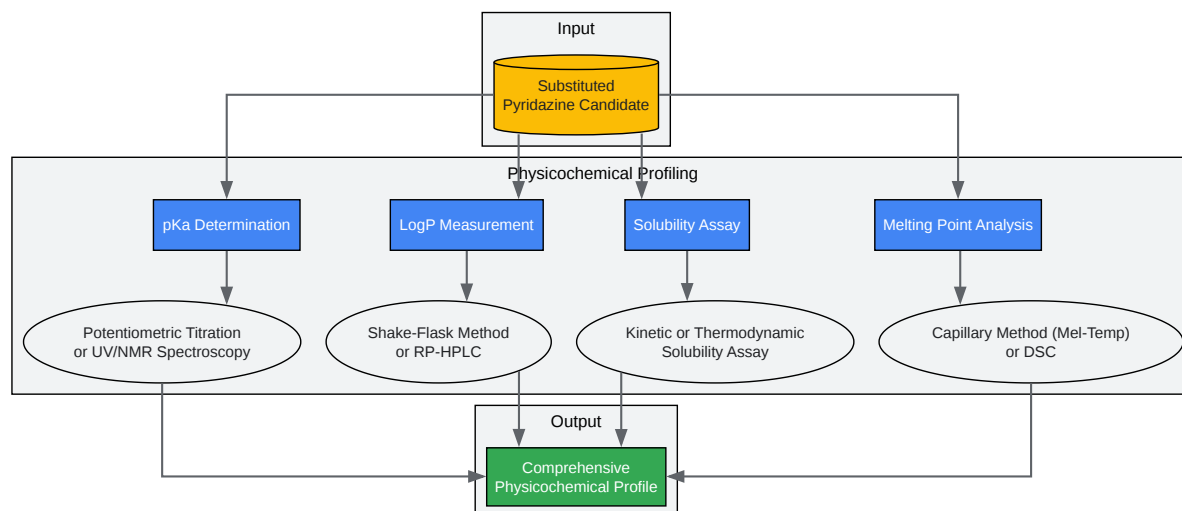 Input
Substituted
Pyridazine Candidate
Physicochemical Profiling
pKa Determination
LogP Measurement
Solubility Assay
Melting Point Analysis
Potentiometric Titration
or UV/NMR Spectroscopy
Shake-Flask Method
or RP-HPLC
Kinetic or Thermodynamic
Solubility Assay
Capillary Method (Mel-Temp)
or DSC
Output
Comprehensive
Physicochemical Profile